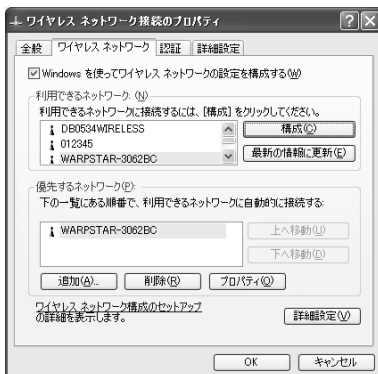 ワイヤレス ネットワーク接続のプロパティ
全般 ワイヤレス ネットワーク 認証 詳細設定
Windows を使ってワイヤレス ネットワークの設定を構成する(W)
利用できるネットワーク: (N)
利用できるネットワークに接続するには、[構成] をクリックしてください。
DB0534WIRELESS
012345
WARPSTAR-3062BC
構成(C)
最新の情報に更新(E)
優先するネットワーク(P):
下の一覧にある順番で、利用できるネットワークに自動的に接続する:
WARPSTAR-3062BC
上へ移動(U)
下へ移動(D)
追加(A)... 削除(R) プロパティ(O)
ワイヤレス ネットワーク構成のセットアップ
の詳細を表示します。
詳細設定(V)
OK キャンセル